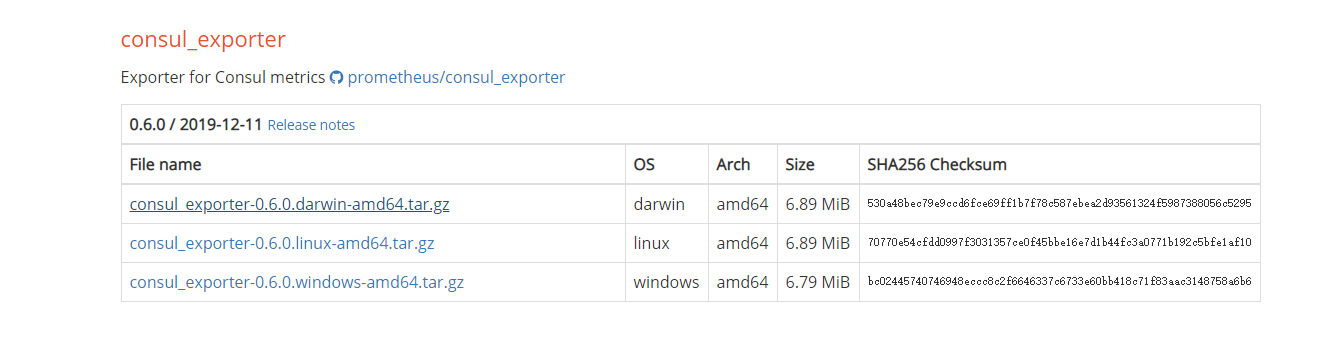 consul_exporter
Exporter for Consul metrics prometheus/consul_exporter
0.6.0 / 2019-12-11 Release notes
File name OS Arch Size SHA256 Checksum
consul_exporter-0.6.0.darwin-amd64.tar.gz darwin amd64 6.89 MiB 530a48bec79e9ccd6fce69ff1b7f78c587ebea2d93561324f5987388056c5295
consul_exporter-0.6.0.linux-amd64.tar.gz linux amd64 6.89 MiB 70770e54cfdd0997f3031357ce0f45bbe16e7d1b44fc3a0771b192c5bfe1af10
consul_exporter-0.6.0.windows-amd64.tar.gz windows amd64 6.79 MiB bc02445740746948eccc8c2f6646337c6733e60bb418c71f83aac3148758a6b6